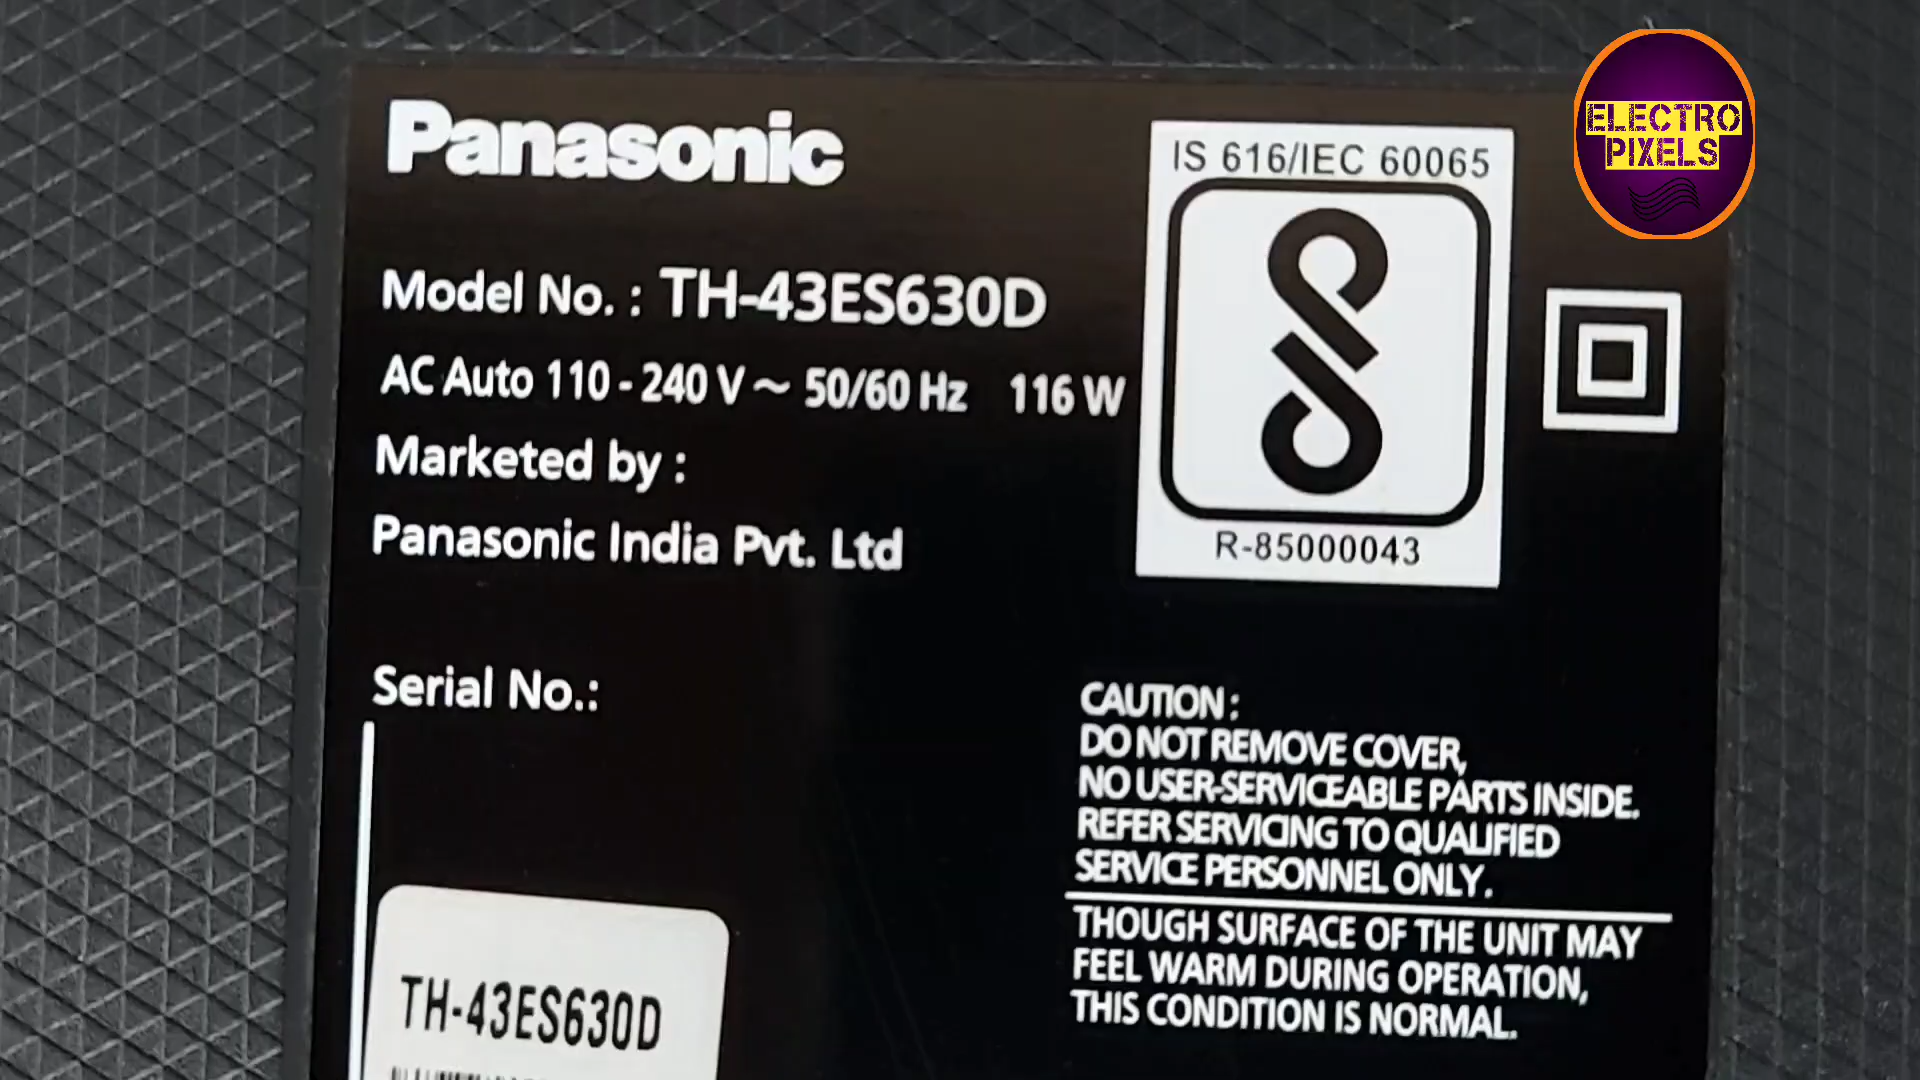 Panasonic
Model No. : TH-43ES630D
AC Auto 110 - 240 V ~ 50/60 Hz 116 W
Marketed by :
Panasonic India Pvt. Ltd
Serial No.:
TH-43ES630D
IS 616/IEC 60065
R-85000043
CAUTION :
DO NOT REMOVE COVER,
NO USER-SERVICEABLE PARTS INSIDE.
REFER SERVICING TO QUALIFIED
SERVICE PERSONNEL ONLY.
THOUGH SURFACE OF THE UNIT MAY
FEEL WARM DURING OPERATION,
THIS CONDITION IS NORMAL.
ELECTRO
PIXELS